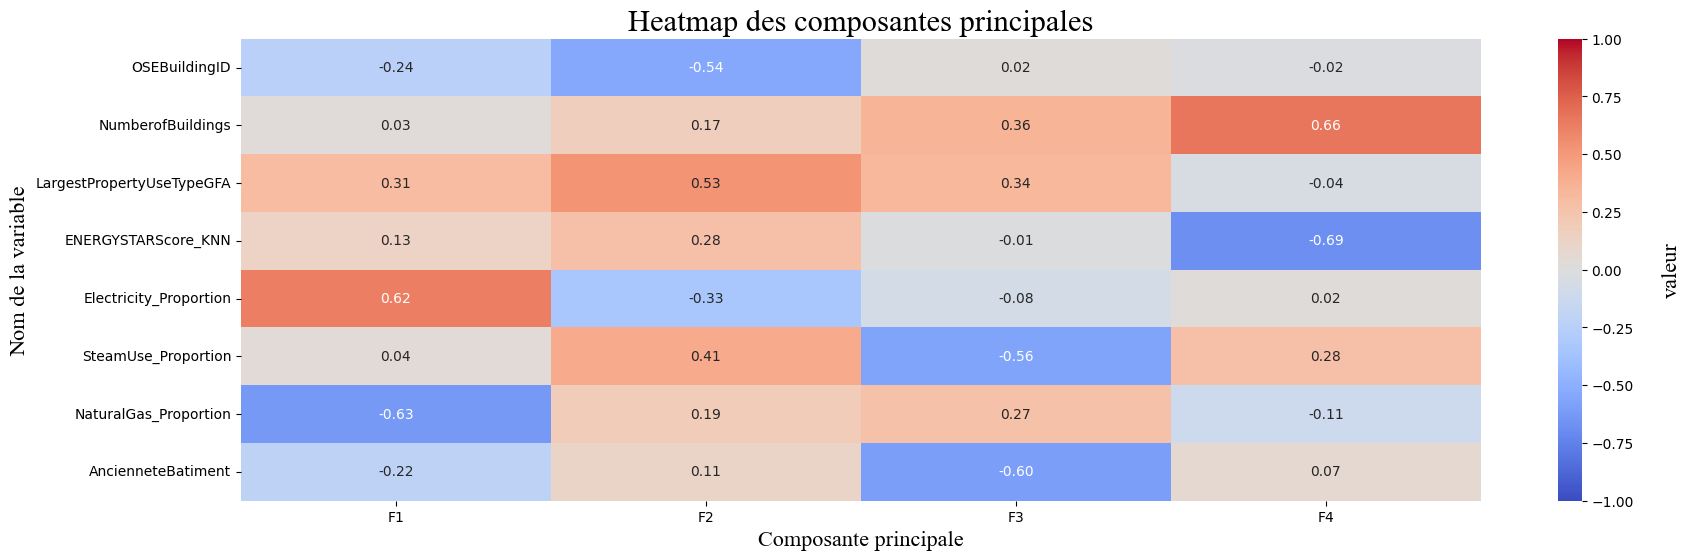 Heatmap des composantes principales
Nom de la variable
OSEBuildingID -0.24 -0.54 0.02 -0.02
NumberofBuildings 0.03 0.17 0.36 0.66
LargestPropertyUseTypeGFA 0.31 0.53 0.34 -0.04
ENERGYSTARScore_KNN 0.13 0.28 -0.01 -0.69
Electricity_Proportion 0.62 -0.33 -0.08 0.02
SteamUse_Proportion 0.04 0.41 -0.56 0.28
NaturalGas_Proportion -0.63 0.19 0.27 -0.11
AncienneteBatiment -0.22 0.11 -0.60 0.07
F1 F2 F3 F4
Composante principale
1.00
0.75
0.50
0.25
0.00
−0.25
−0.50
−0.75
−1.00
valeur